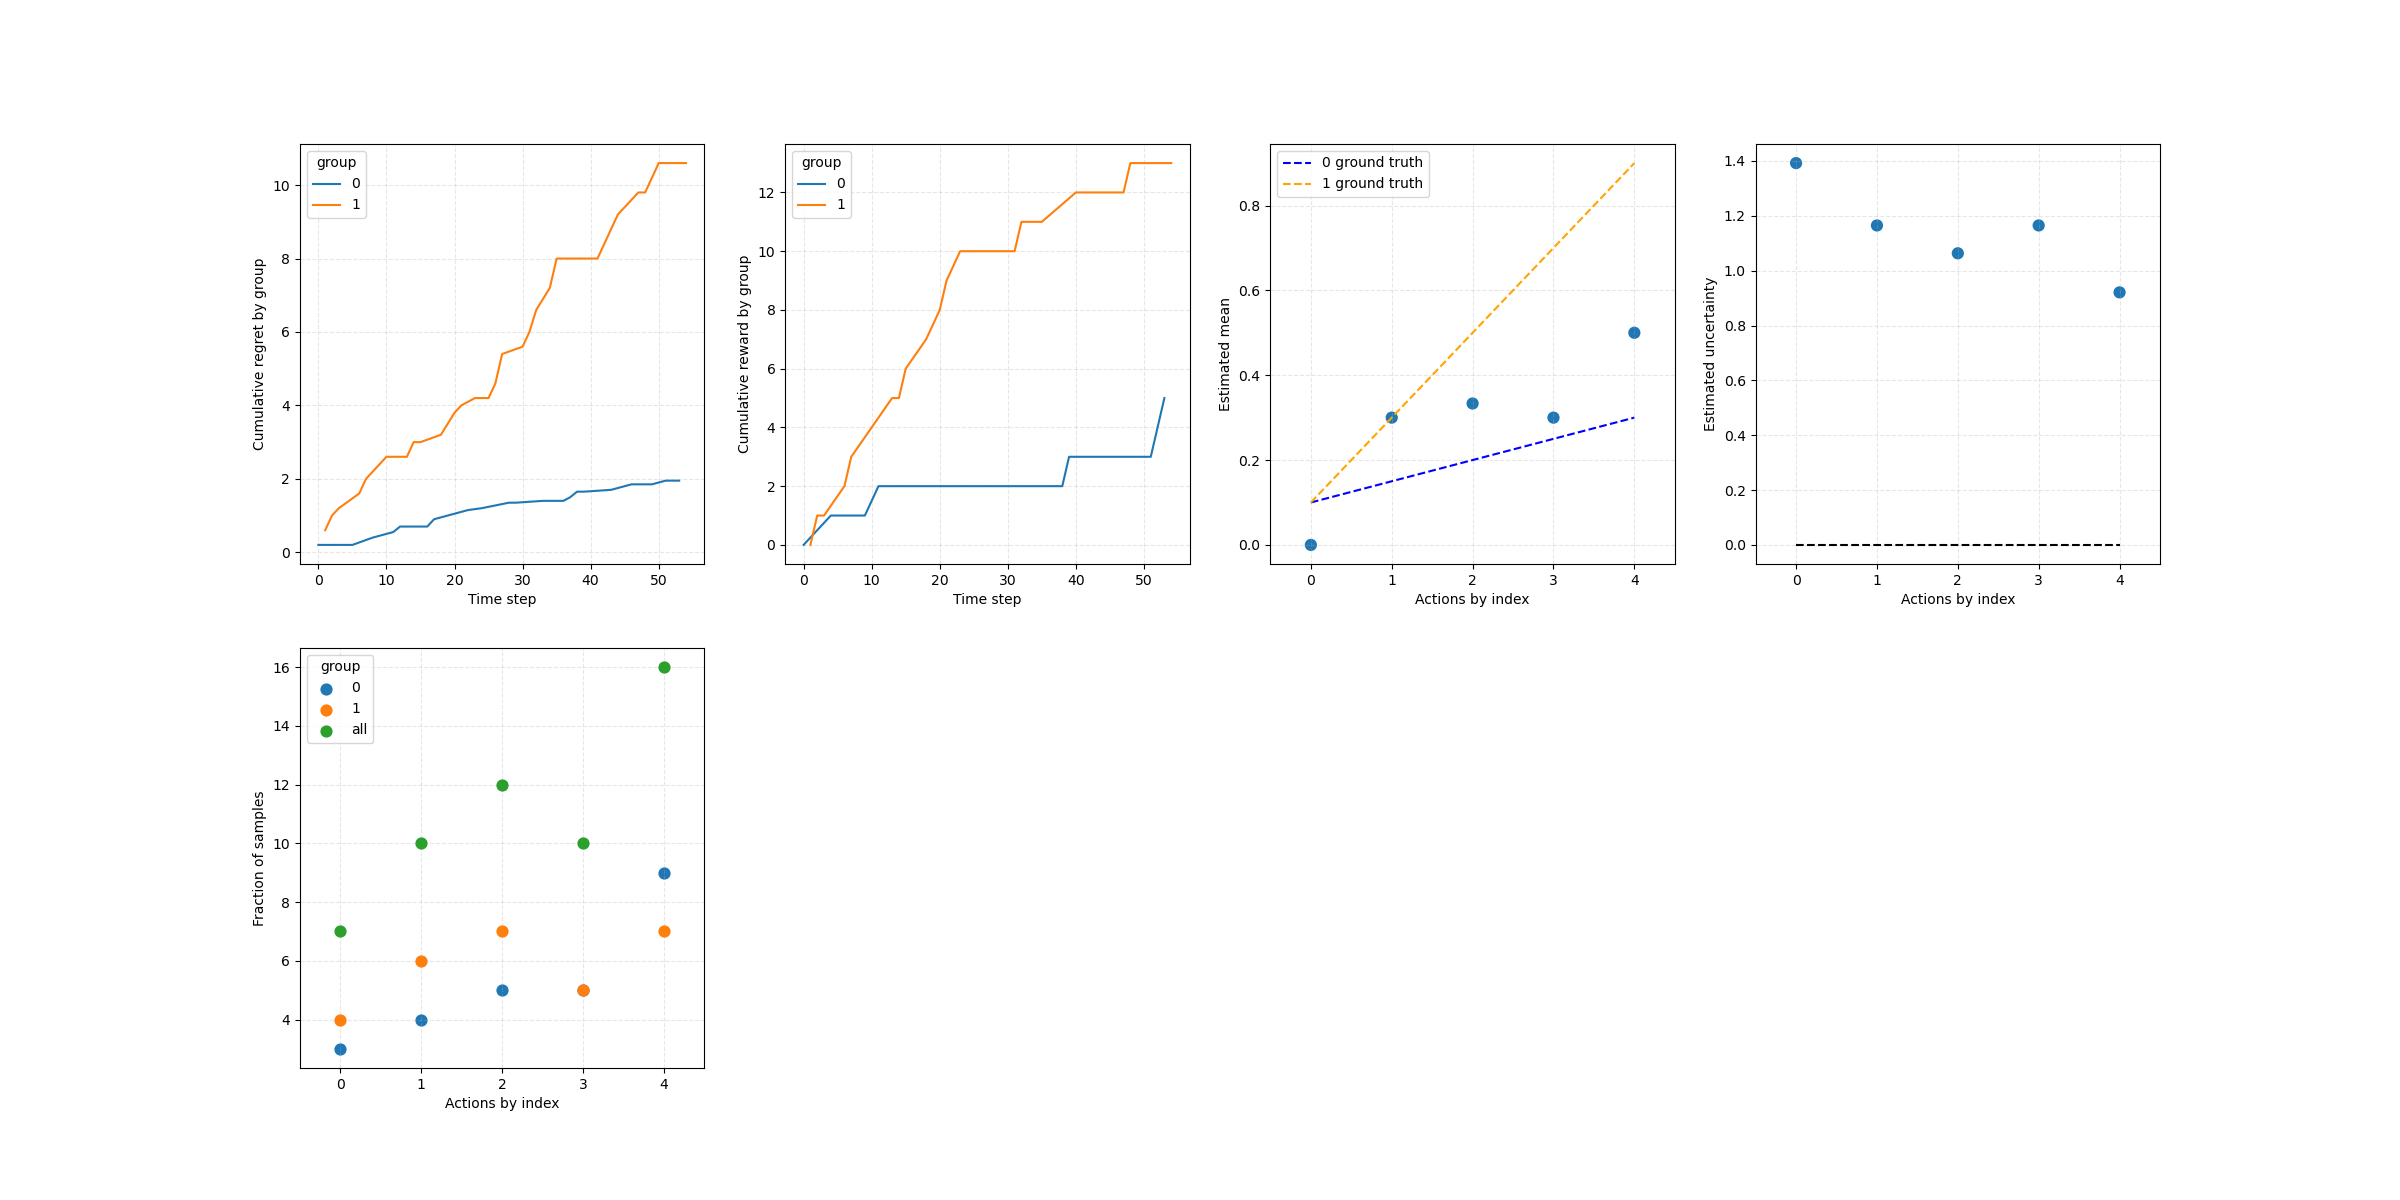 Cumulative regret by group
group
0
1
10
8
6
4
2
0
0 10 20 30 40 50
Time step
Cumulative reward by group
group
0
1
12
10
8
6
4
2
0
0 10 20 30 40 50
Time step
Estimated mean
0 ground truth
1 ground truth
0.8
0.6
0.4
0.2
0.0
0 1 2 3 4
Actions by index
Estimated uncertainty
1.4
1.2
1.0
0.8
0.6
0.4
0.2
0.0
0 1 2 3 4
Actions by index
Fraction of samples
group
0
1
all
16
14
12
10
8
6
4
0 1 2 3 4
Actions by index